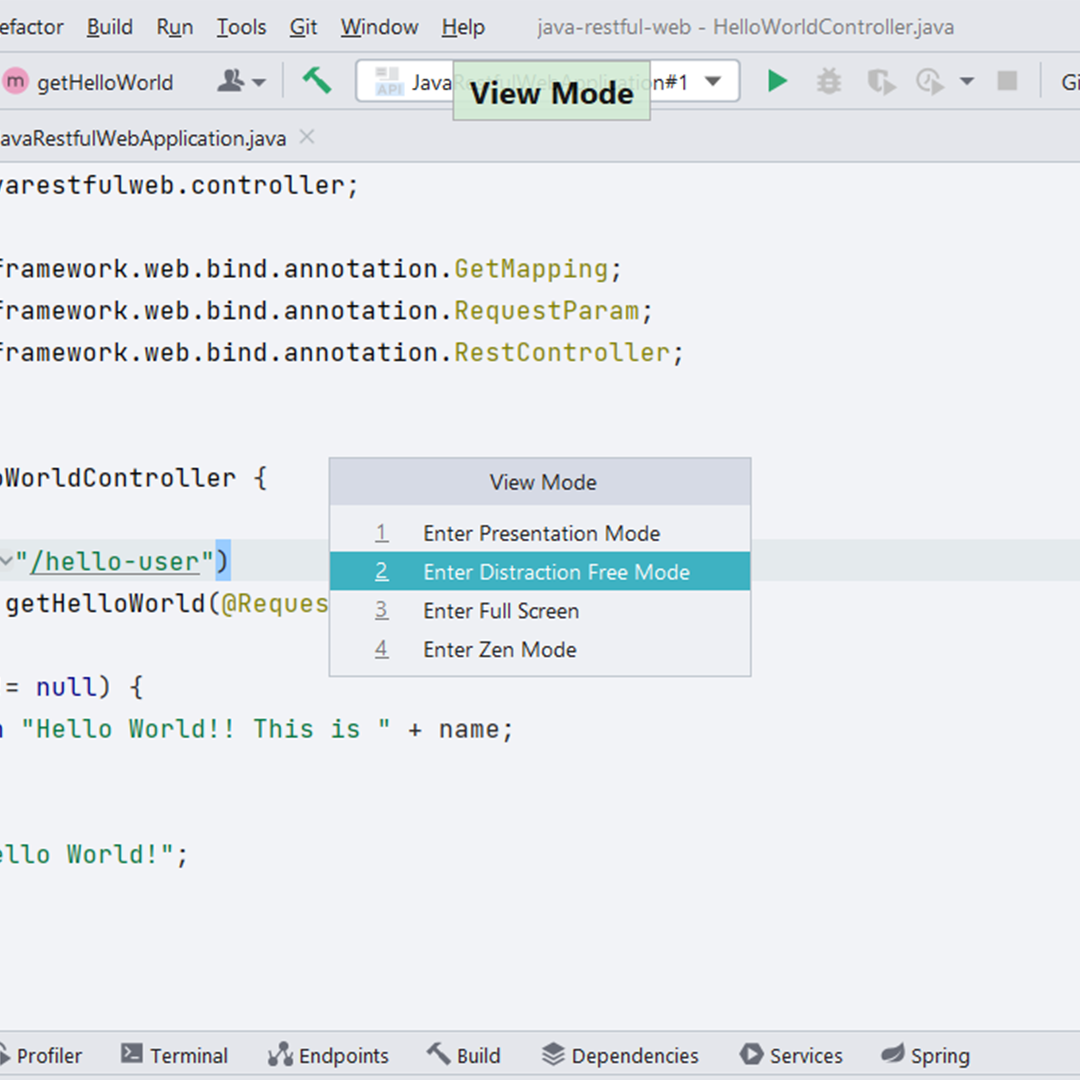 efactor Build Run Tools Git Window Help java-restful-web - HelloWorldController.java
m getHelloWorld API JavaRestfulWebApplication#1 Gi
View Mode
avaRestfulWebApplication.java
varestfulweb.controller;
framework.web.bind.annotation.GetMapping;
framework.web.bind.annotation.RequestParam;
framework.web.bind.annotation.RestController;
oWorldController {
"/hello-user")
getHelloWorld(@Reques
= null) {
"Hello World!! This is " + name;
ello World!";
View Mode
1 Enter Presentation Mode
2 Enter Distraction Free Mode
3 Enter Full Screen
4 Enter Zen Mode
Profiler Terminal Endpoints Build Dependencies Services Spring